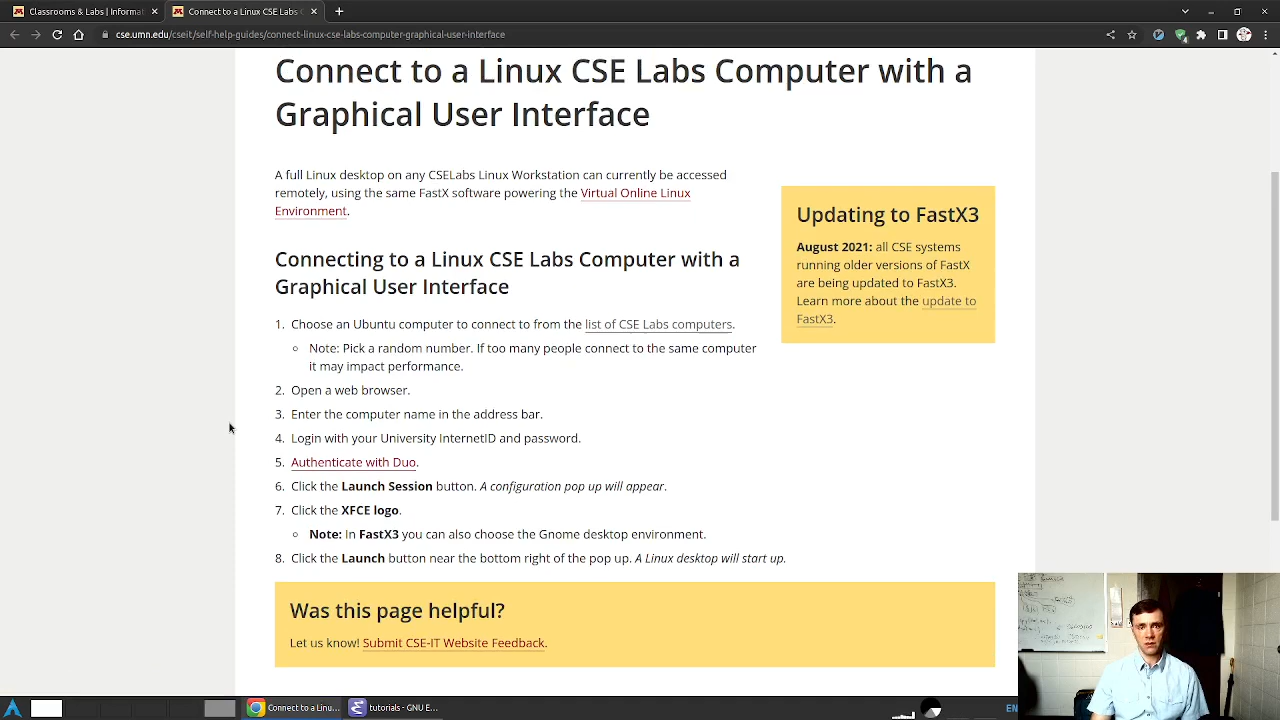 Classrooms & Labs | Informat
Connect to a Linux CSE Labs C
cse.umn.edu/cseit/self-help-guides/connect-linux-cse-labs-computer-graphical-user-interface
Connect to a Linux CSE Labs Computer with a
Graphical User Interface
A full Linux desktop on any CSELabs Linux Workstation can currently be accessed
remotely, using the same FastX software powering the Virtual Online Linux
Environment.
Updating to FastX3
August 2021: all CSE systems
running older versions of FastX
are being updated to FastX3.
Learn more about the update to
FastX3.
Connecting to a Linux CSE Labs Computer with a
Graphical User Interface
1. Choose an Ubuntu computer to connect to from the list of CSE Labs computers.
Note: Pick a random number. If too many people connect to the same computer
it may impact performance.
2. Open a web browser.
3. Enter the computer name in the address bar.
4. Login with your University InternetID and password.
5. Authenticate with Duo.
6. Click the Launch Session button. A configuration pop up will appear.
7. Click the XFCE logo.
Note: In FastX3 you can also choose the Gnome desktop environment.
8. Click the Launch button near the bottom right of the pop up. A Linux desktop will start up.
Was this page helpful?
Let us know! Submit CSE-IT Website Feedback.
Connect to a Linu...
tutorials - GNU E...
EN